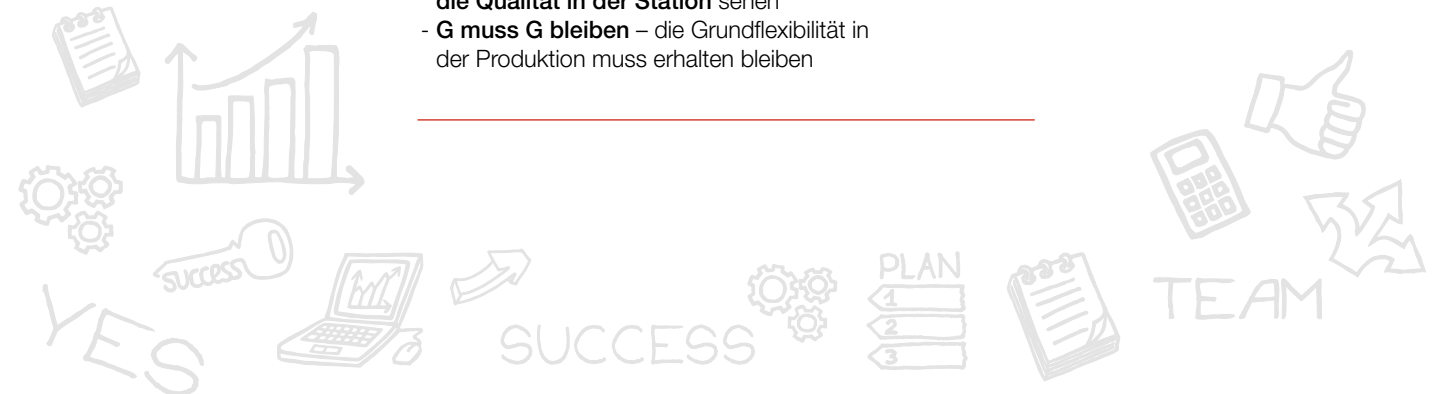 die Qualität in der Station sehen
- G muss G bleiben – die Grundflexibilität in
der Produktion muss erhalten bleiben
SUCCESS
YES
SUCCESS
PLAN
1
2
3
TEAM